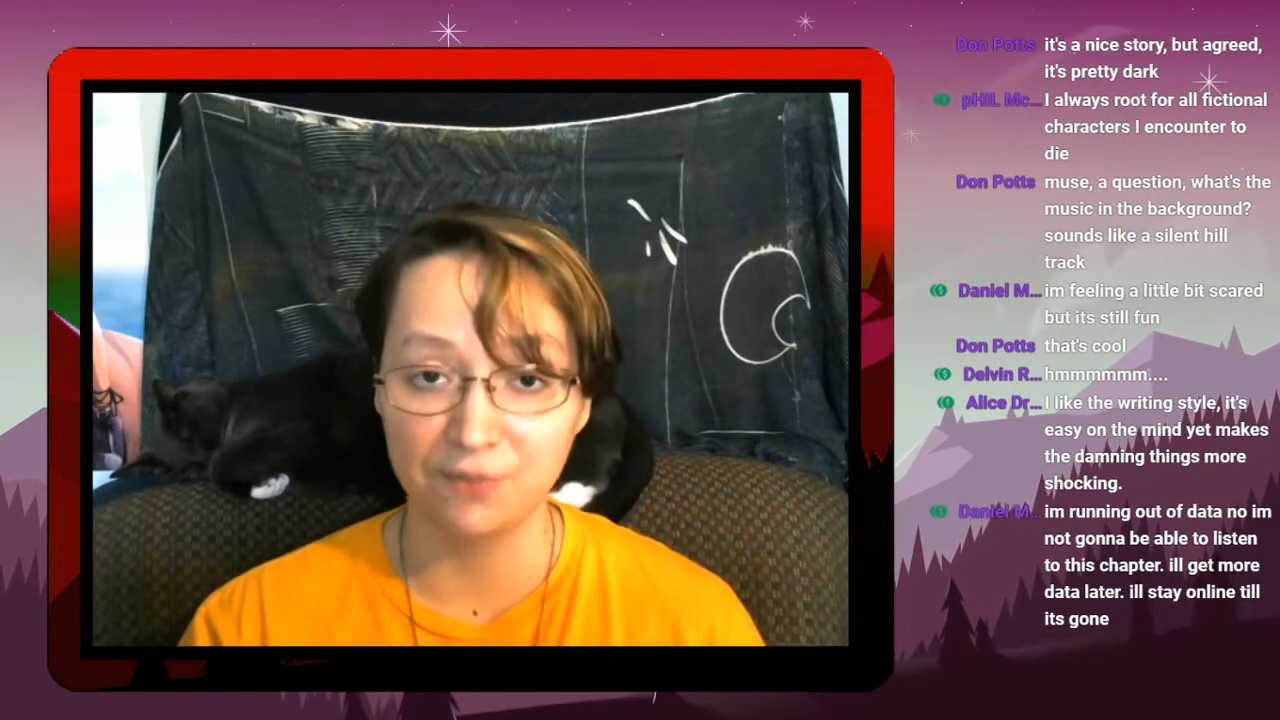 Don Potts it's a nice story, but agreed,
it's pretty dark
pHIL Mc... I always root for all fictional
characters I encounter to
die
Don Potts muse, a question, what's the
music in the background?
sounds like a silent hill
track
Daniel M... im feeling a little bit scared
but its still fun
Don Potts that's cool
Delvin R... hmmmmmm....
Alice Dr... I like the writing style, it's
easy on the mind yet makes
the damning things more
shocking.
Daniel M... im running out of data no im
not gonna be able to listen
to this chapter. ill get more
data later. ill stay online till
its gone